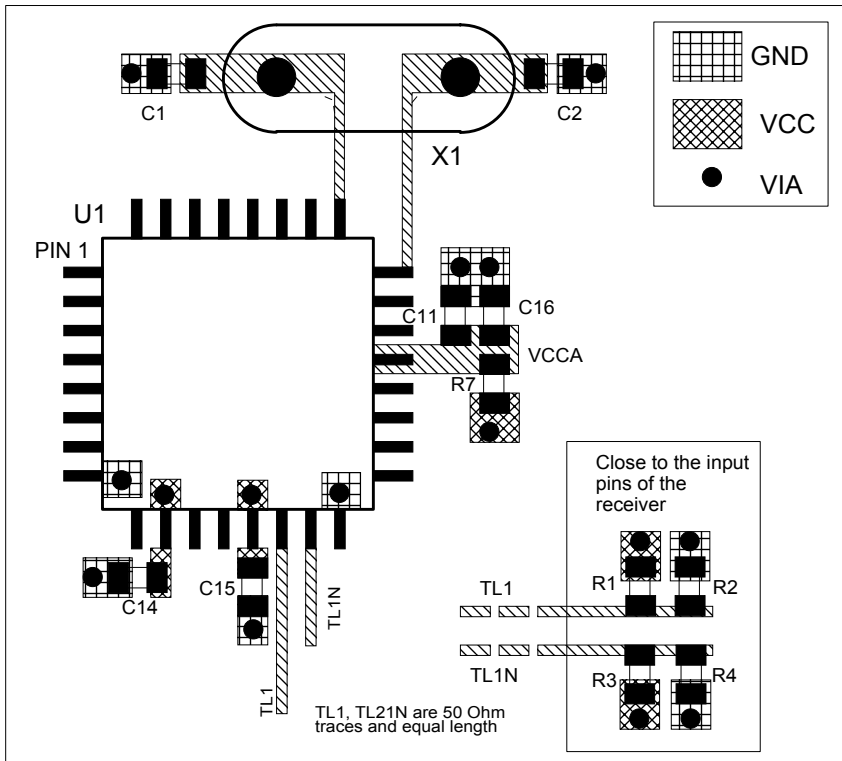 C1
C2
X1
GND
VCC
VIA
U1
PIN 1
C11
C16
VCCA
R7
C14
C15
TL1N
TL1
TL1, TL21N are 50 Ohm
traces and equal length
Close to the input
pins of the
receiver
R1
R2
TL1
TL1N
R3
R4